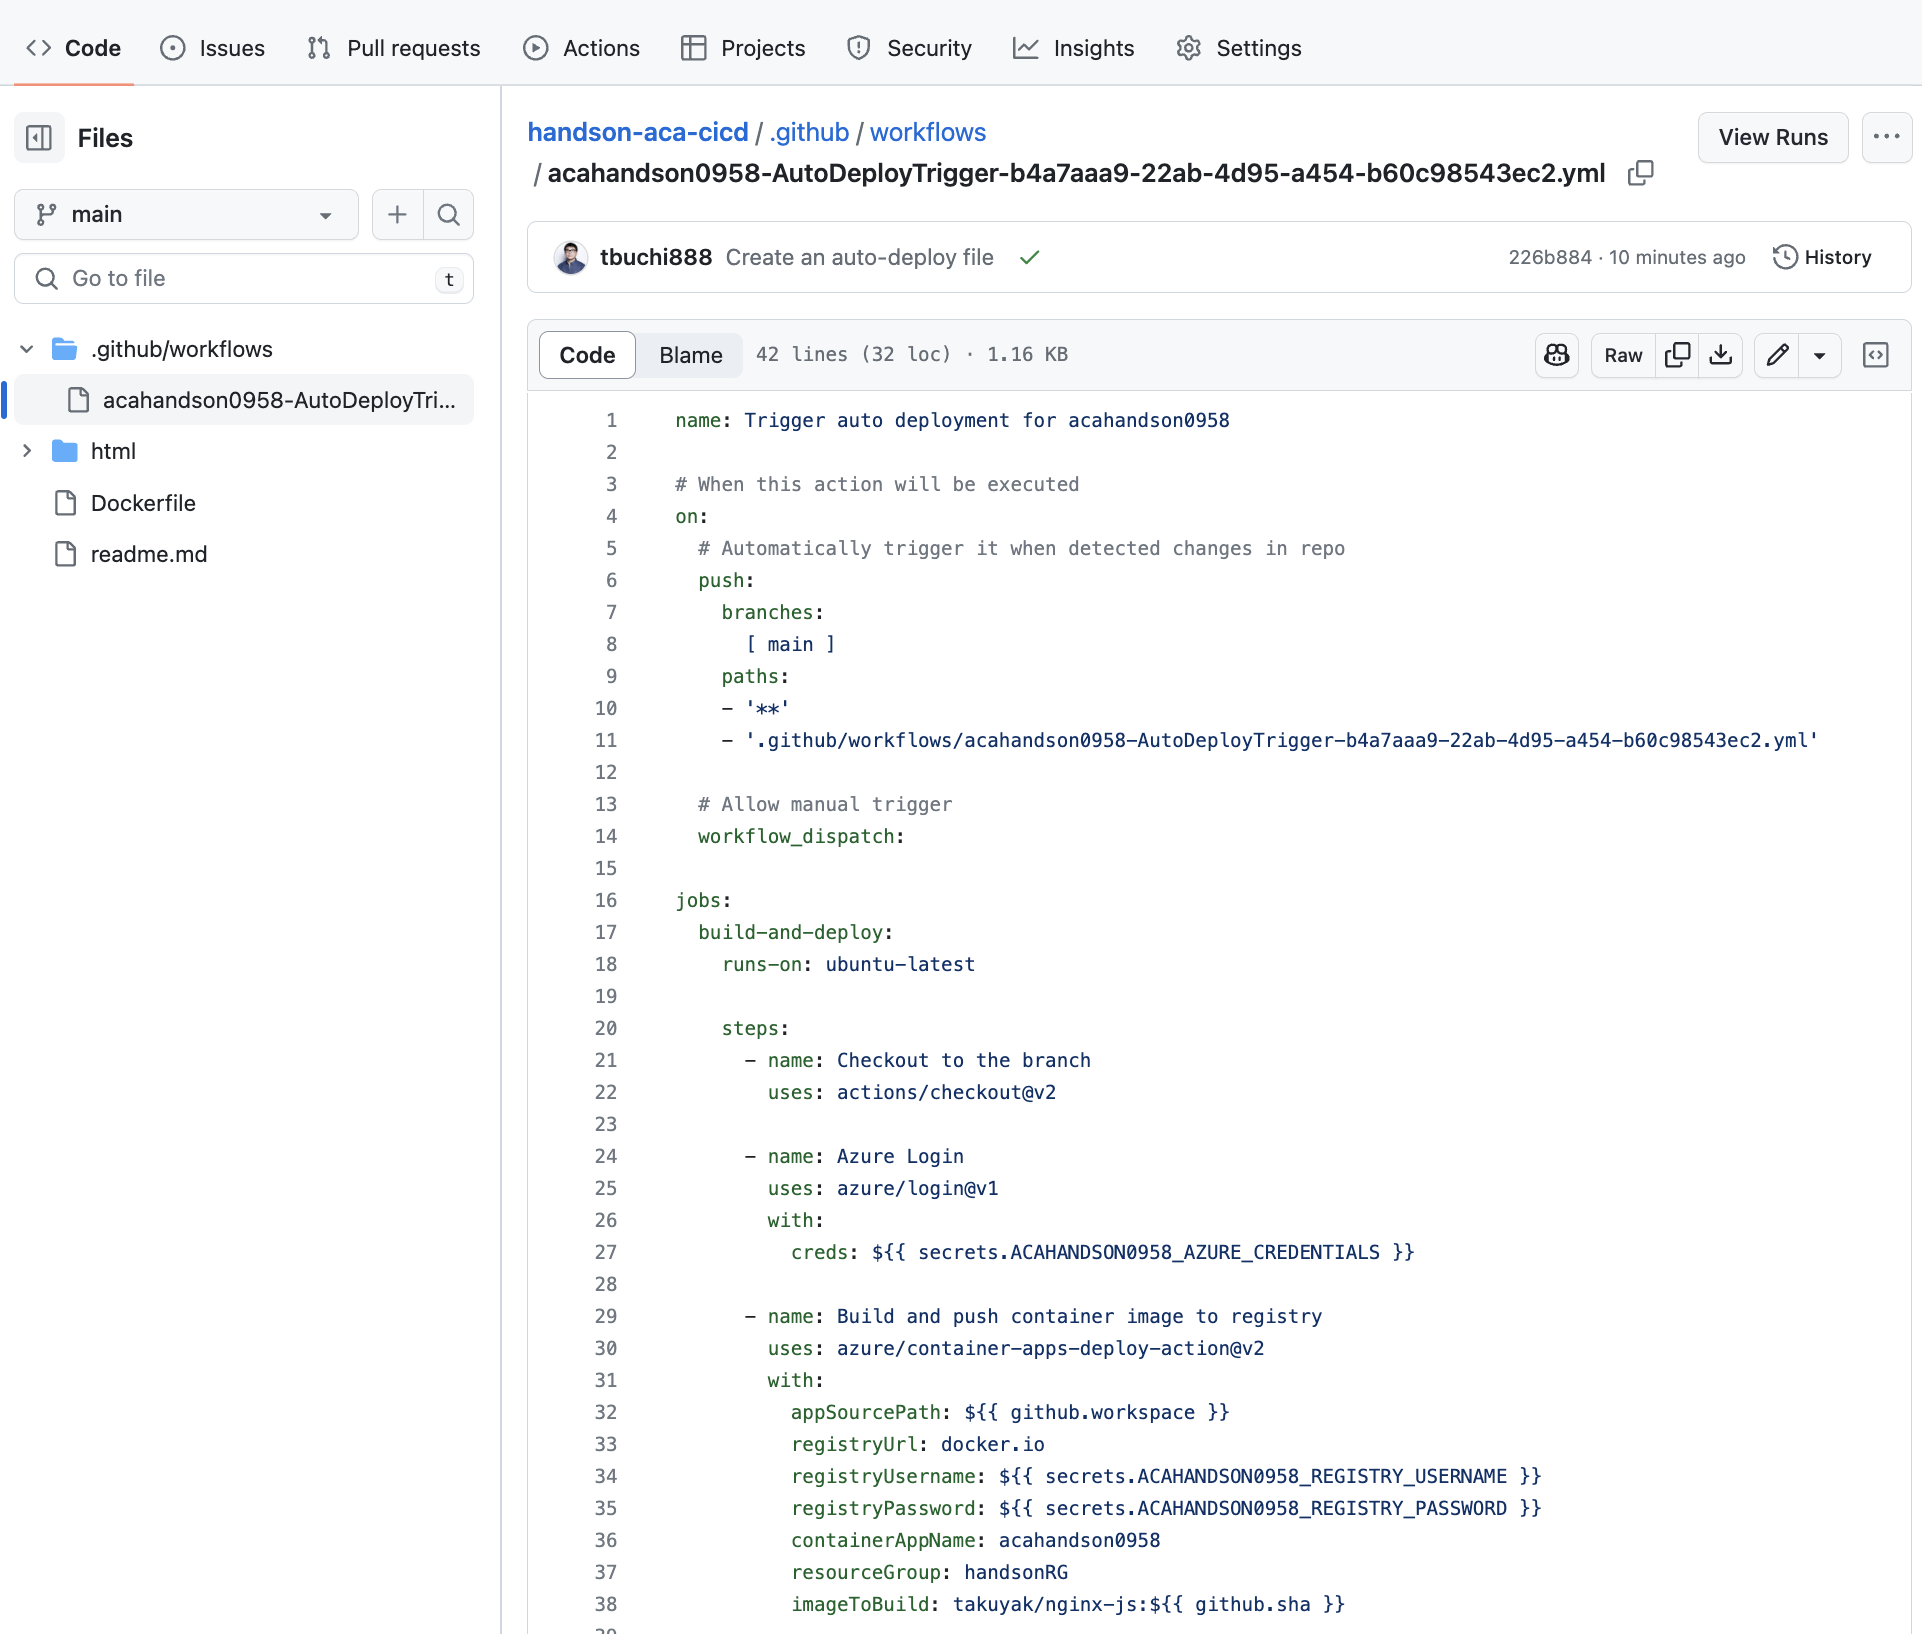 Code Issues Pull requests Actions Projects Security Insights Settings
Files
main
Go to file t
.github/workflows
acahandson0958-AutoDeployTri...
html
Dockerfile
readme.md
handson-aca-cicd / .github / workflows
/ acahandson0958-AutoDeployTrigger-b4a7aaa9-22ab-4d95-a454-b60c98543ec2.yml
View Runs
tbuchi888 Create an auto-deploy file 226b884 · 10 minutes ago History
Code Blame 42 lines (32 loc) · 1.16 KB Raw
1 name: Trigger auto deployment for acahandson0958
2
3 # When this action will be executed
4 on:
5 # Automatically trigger it when detected changes in repo
6 push:
7 branches:
8 [ main ]
9 paths:
10 - '**'
11 - '.github/workflows/acahandson0958-AutoDeployTrigger-b4a7aaa9-22ab-4d95-a454-b60c98543ec2.yml'
12
13 # Allow manual trigger
14 workflow_dispatch:
15
16 jobs:
17 build-and-deploy:
18 runs-on: ubuntu-latest
19
20 steps:
21 - name: Checkout to the branch
22 uses: actions/checkout@v2
23
24 - name: Azure Login
25 uses: azure/login@v1
26 with:
27 creds: ${{ secrets.ACAHANDSON0958_AZURE_CREDENTIALS }}
28
29 - name: Build and push container image to registry
30 uses: azure/container-apps-deploy-action@v2
31 with:
32 appSourcePath: ${{ github.workspace }}
33 registryUrl: docker.io
34 registryUsername: ${{ secrets.ACAHANDSON0958_REGISTRY_USERNAME }}
35 registryPassword: ${{ secrets.ACAHANDSON0958_REGISTRY_PASSWORD }}
36 containerAppName: acahandson0958
37 resourceGroup: handsonRG
38 imageToBuild: takuyak/nginx-js:${{ github.sha }}